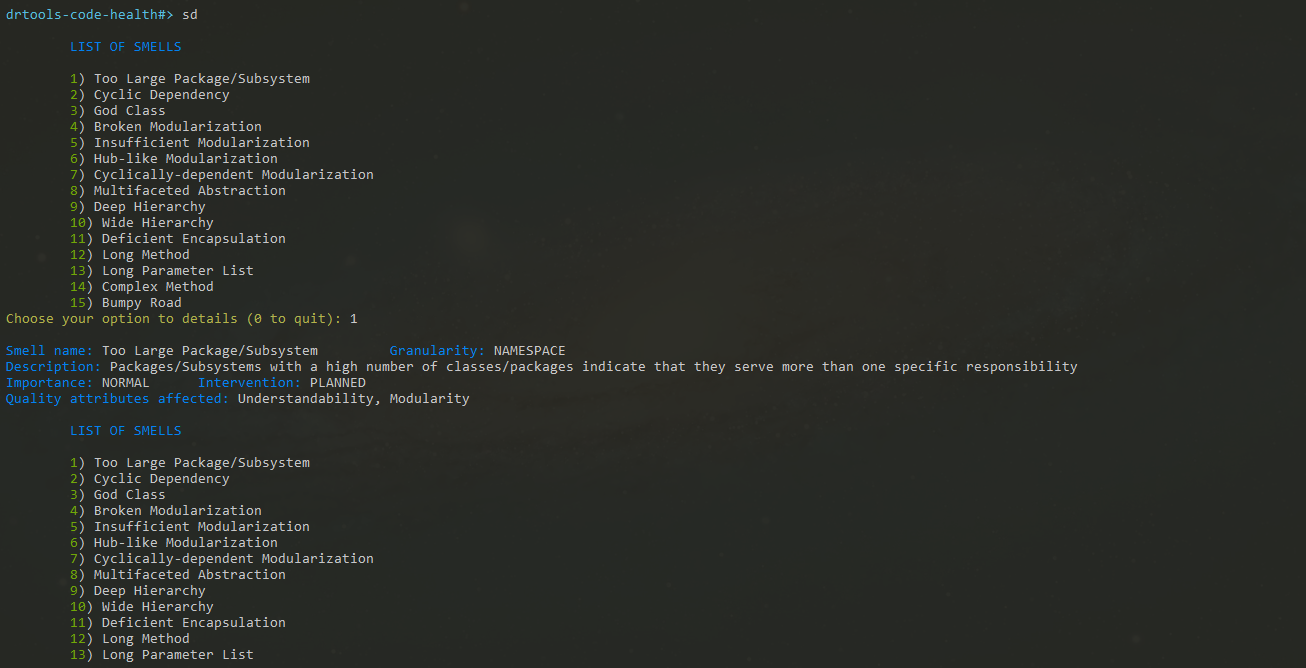 drtools-code-health#> sd
LIST OF SMELLS
1) Too Large Package/Subsystem
2) Cyclic Dependency
3) God Class
4) Broken Modularization
5) Insufficient Modularization
6) Hub-like Modularization
7) Cyclically-dependent Modularization
8) Multifaceted Abstraction
9) Deep Hierarchy
10) Wide Hierarchy
11) Deficient Encapsulation
12) Long Method
13) Long Parameter List
14) Complex Method
15) Bumpy Road
Choose your option to details (0 to quit): 1
Smell name: Too Large Package/Subsystem Granularity: NAMESPACE
Description: Packages/Subsystems with a high number of classes/packages indicate that they serve more than one specific responsibility
Importance: NORMAL Intervention: PLANNED
Quality attributes affected: Understandability, Modularity
LIST OF SMELLS
1) Too Large Package/Subsystem
2) Cyclic Dependency
3) God Class
4) Broken Modularization
5) Insufficient Modularization
6) Hub-like Modularization
7) Cyclically-dependent Modularization
8) Multifaceted Abstraction
9) Deep Hierarchy
10) Wide Hierarchy
11) Deficient Encapsulation
12) Long Method
13) Long Parameter List